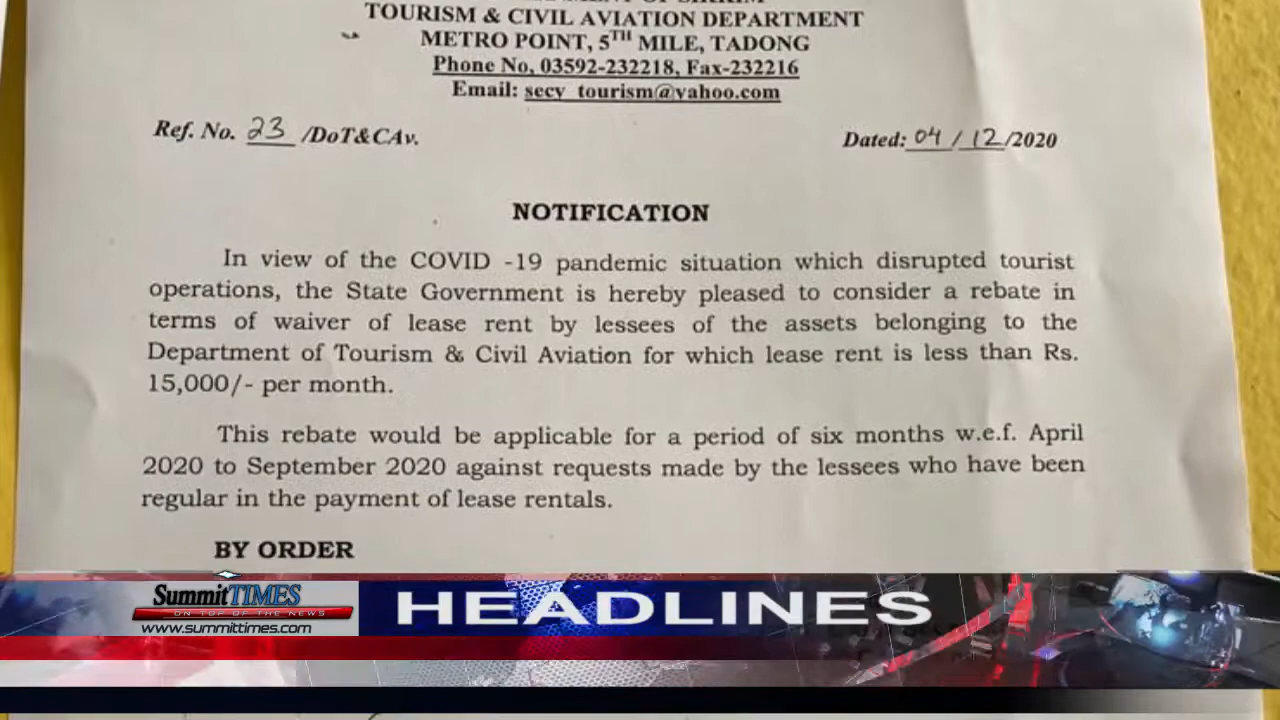 TOURISM & CIVIL AVIATION DEPARTMENT
METRO POINT, 5TH MILE, TADONG
Phone No, 03592-232218, Fax-232216
Email: secy_tourism@yahoo.com
Ref. No. 23 /DoT&CAv.
Dated: 04/12/2020
NOTIFICATION
In view of the COVID -19 pandemic situation which disrupted tourist
operations, the State Government is hereby pleased to consider a rebate in
terms of waiver of lease rent by lessees of the assets belonging to the
Department of Tourism & Civil Aviation for which lease rent is less than Rs.
15,000/- per month.
This rebate would be applicable for a period of six months w.e.f. April
2020 to September 2020 against requests made by the lessees who have been
regular in the payment of lease rentals.
BY ORDER
SummitTIMES
ON TOP OF THE NEWS
www.summittimes.com
HEADLINES